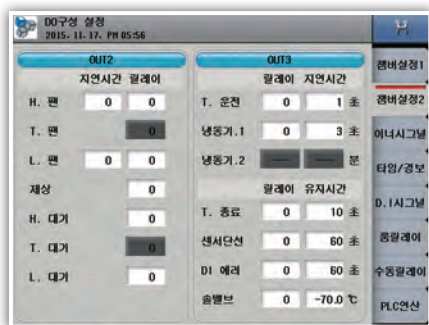 DO구성 설정
2015. 11. 17. PM 05:56
OUT2
지연시간 릴레이
H. 팬 0 0
T. 팬 0
L. 팬 0 0
제상 0
H. 대기 0
T. 대기 0
L. 대기 0
OUT3
릴레이 지연시간
T. 운전 0 1 초
냉동기.1 0 3 초
냉동기.2 ---- ---- 분
릴레이 유지시간
T. 종료 0 10 초
센서단선 0 60 초
DI 에러 0 60 초
솔밸브 0 -70.0 ℃
챔버설정1
챔버설정2
이너시그널
타임/경보
D.I시그널
룸릴레이
수동릴레이
PLC연산